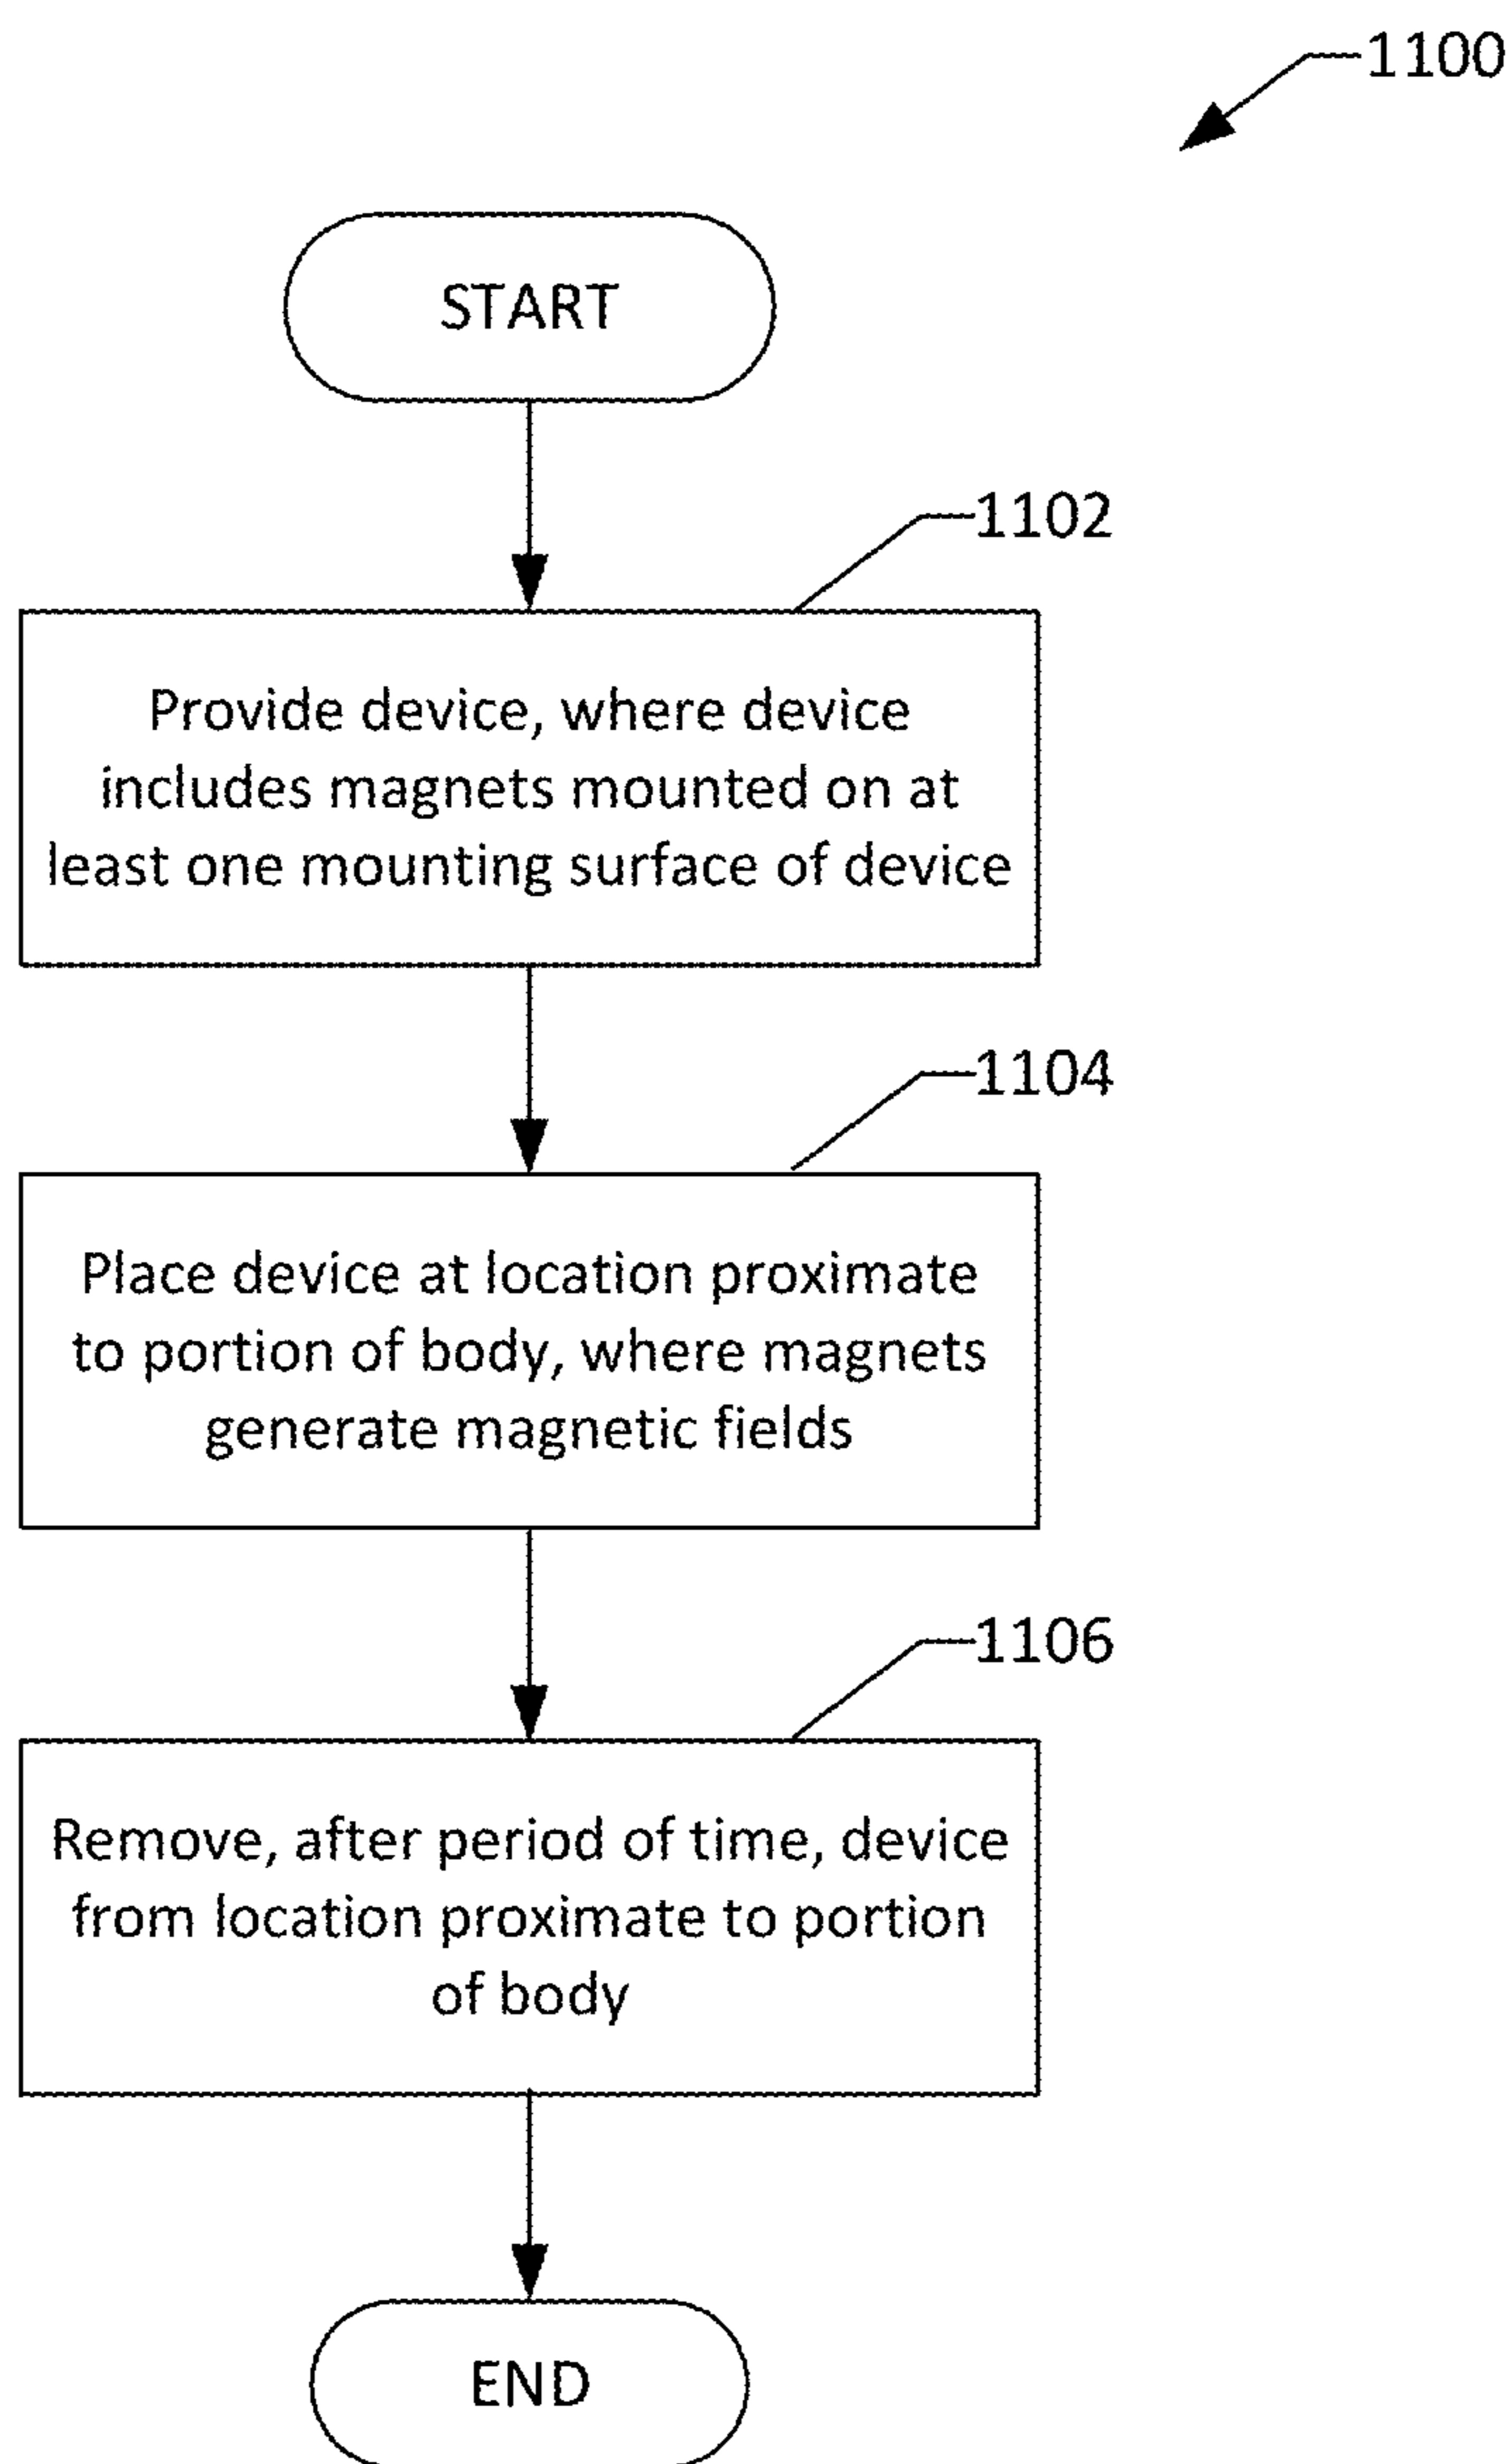 1100
START
1102
Provide device, where device
includes magnets mounted on at
least one mounting surface of device
1104
Place device at location proximate
to portion of body, where magnets
generate magnetic fields
1106
Remove, after period of time, device
from location proximate to portion
of body
END